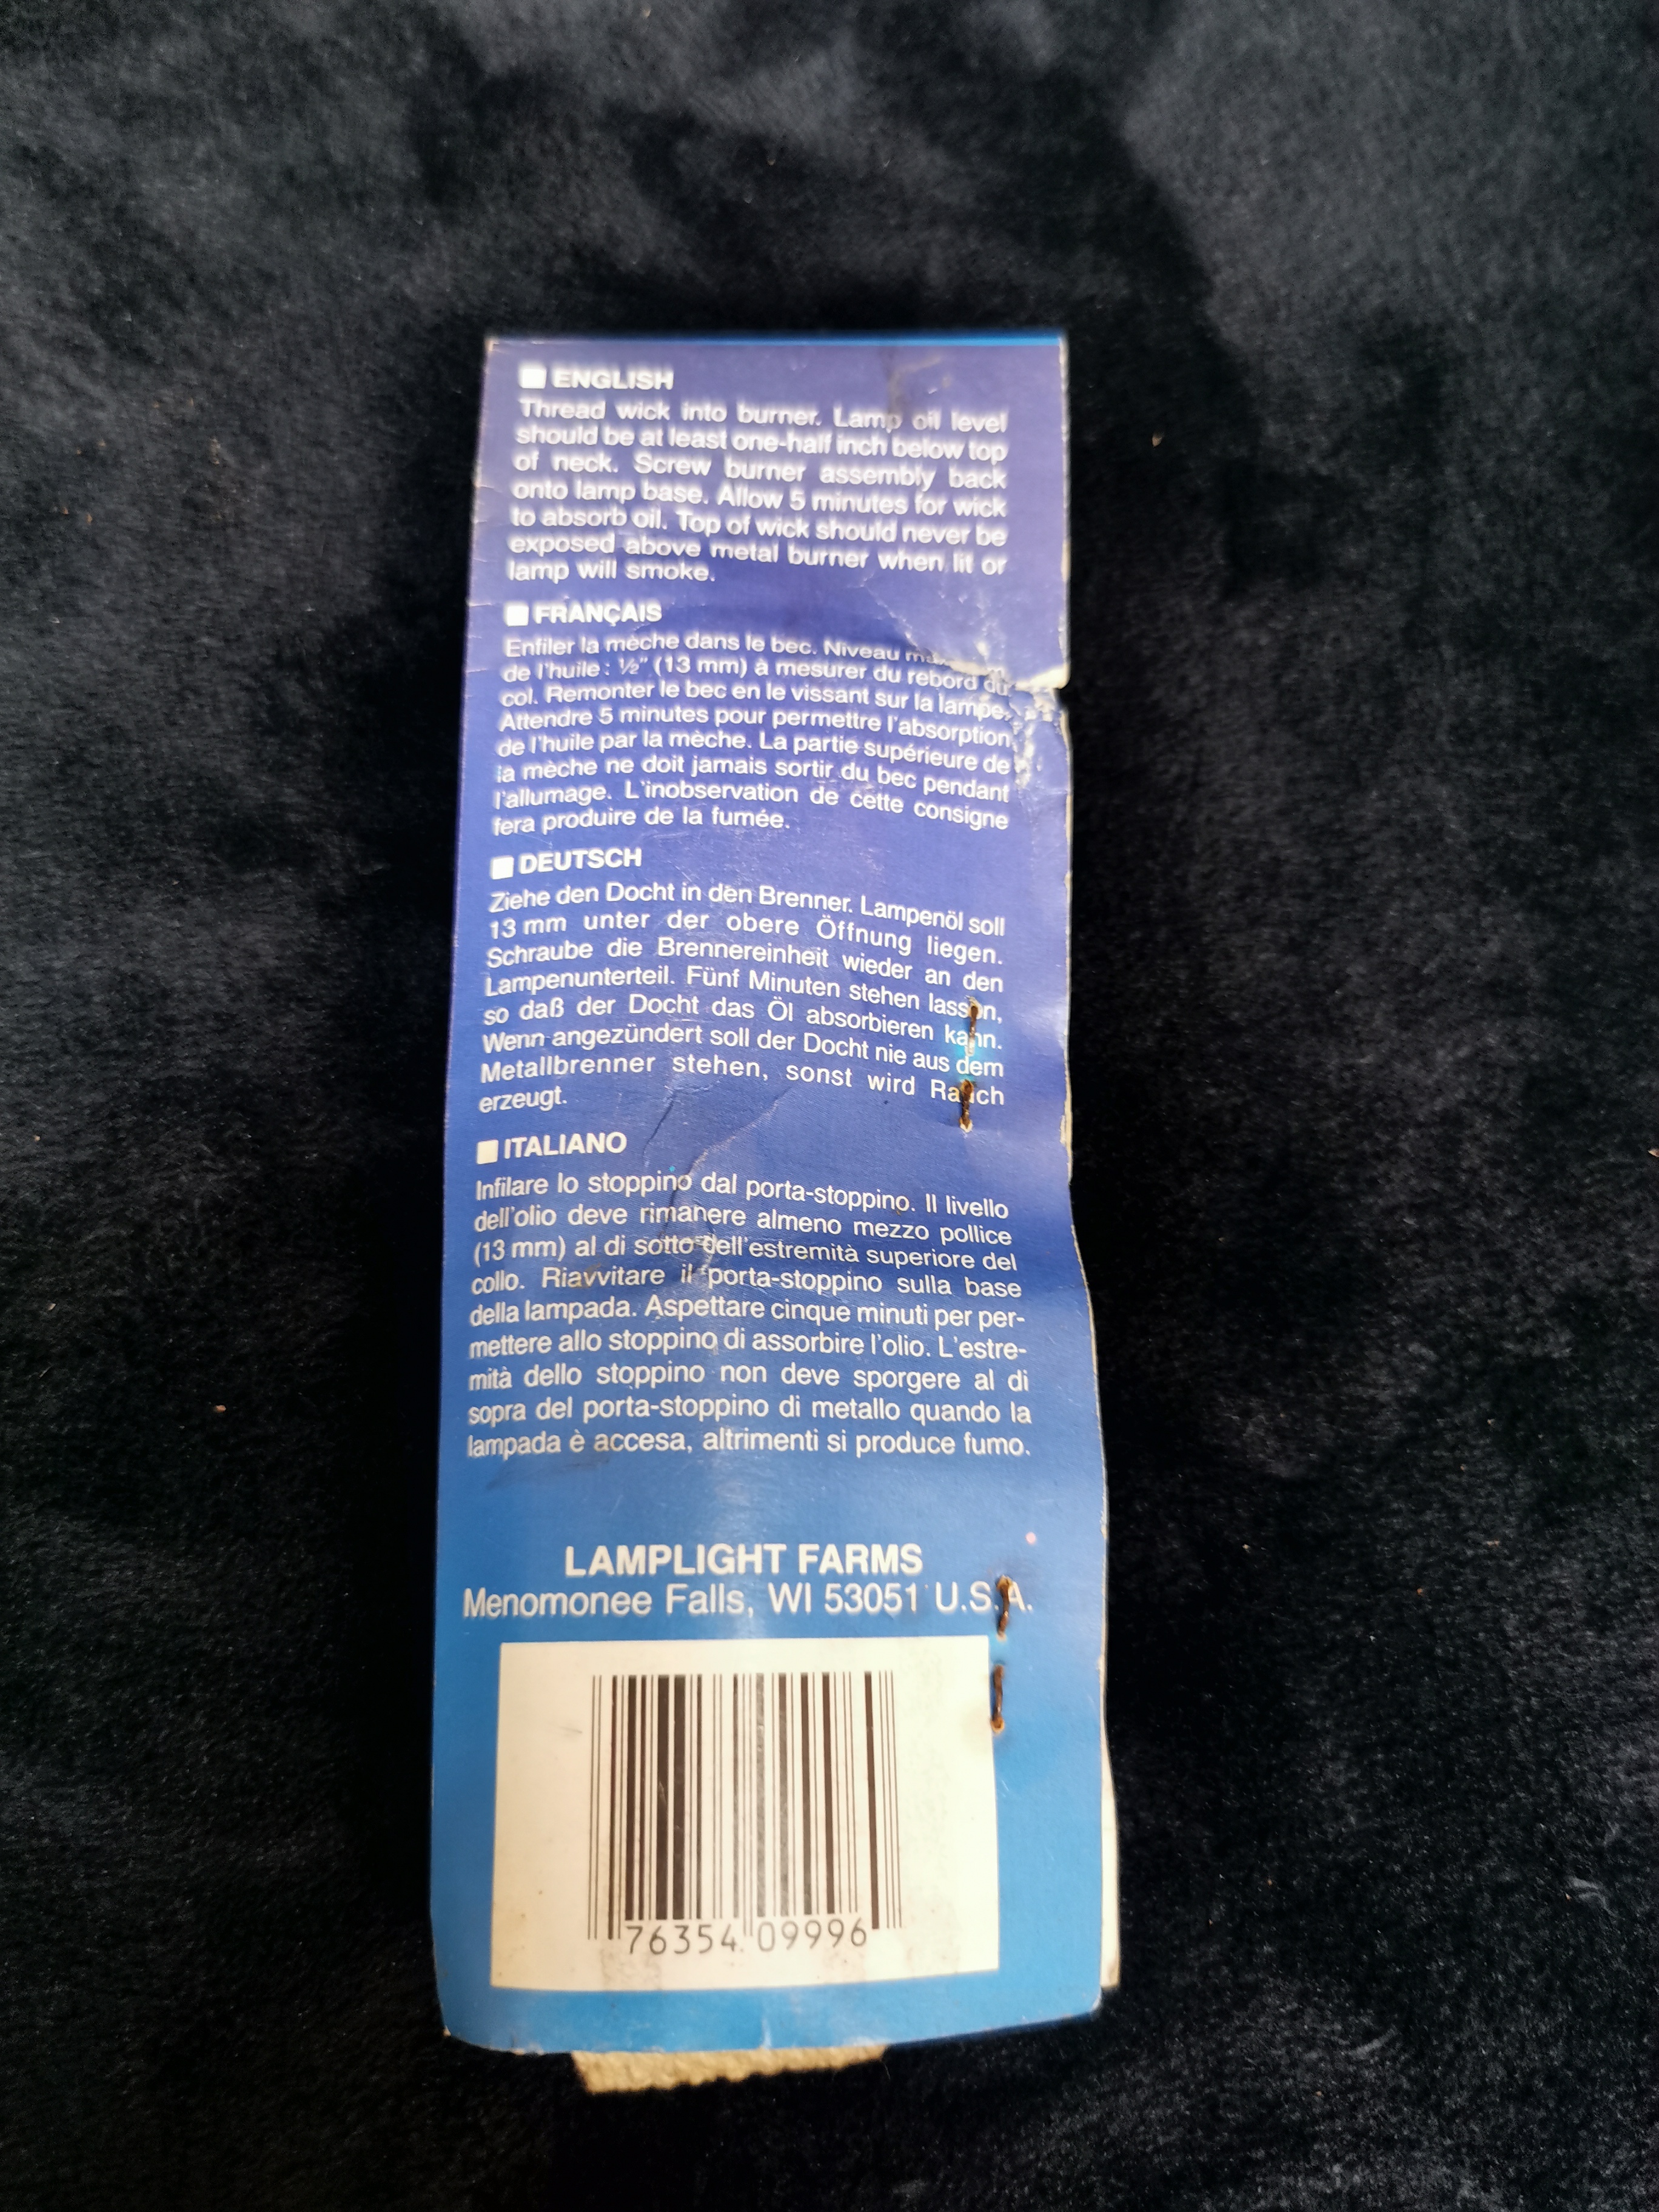 ENGLISH
Thread wick into burner. Lamp oil level
should be at least one-half inch below top
of neck. Screw burner assembly back
onto lamp base. Allow 5 minutes for wick
to absorb oil. Top of wick should never be
exposed above metal burner when lit or
lamp will smoke.
FRANÇAIS
Enfiler la mèche dans le bec. Niveau
de l'huile : ½" (13 mm) à mesurer du rebord du
col. Remonter le bec en le vissant sur la lampe.
Attendre 5 minutes pour permettre l'absorption
de l'huile par la mèche. La partie supérieure de
la mèche ne doit jamais sortir du bec pendant
l'allumage. L'inobservation de cette consigne
fera produire de la fumée.
DEUTSCH
Ziehe den Docht in den Brenner. Lampenöl soll
13 mm unter der obere Öffnung liegen.
Schraube die Brennereinheit wieder an den
Lampenunterteil. Fünf Minuten stehen lassen,
so daß der Docht das Öl absorbieren kann.
Wenn angezündert soll der Docht nie aus dem
Metallbrenner stehen, sonst wird Rauch
erzeugt.
ITALIANO
Infilare lo stoppino dal porta-stoppino. Il livello
dell'olio deve rimanere almeno mezzo pollice
(13 mm) al di sotto dell'estremità superiore del
collo. Riavvitare il porta-stoppino sulla base
della lampada. Aspettare cinque minuti per per-
mettere allo stoppino di assorbire l'olio. L'estre-
mità dello stoppino non deve sporgere al di
sopra del porta-stoppino di metallo quando la
lampada è accesa, altrimenti si produce fumo.
LAMPLIGHT FARMS
Menomonee Falls, WI 53051 U.S.A.
76354 09996